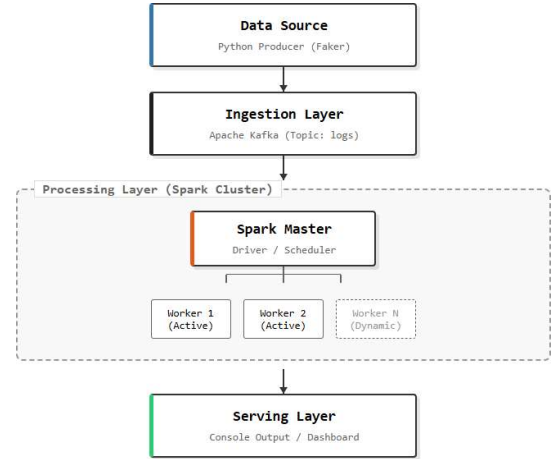 Data Source
Python Producer (Faker)
Ingestion Layer
Apache Kafka (Topic: logs)
Processing Layer (Spark Cluster)
Spark Master
Driver / Scheduler
Worker 1
(Active)
Worker 2
(Active)
Worker N
(Dynamic)
Serving Layer
Console Output / Dashboard